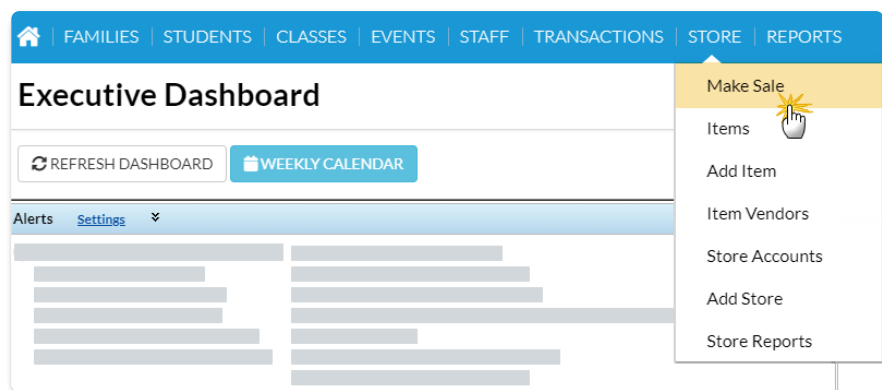 FAMILIES | STUDENTS | CLASSES | EVENTS | STAFF | TRANSACTIONS | STORE | REPORTS
Executive Dashboard
REFRESH DASHBOARD
WEEKLY CALENDAR
Alerts Settings
Make Sale
Items
Add Item
Item Vendors
Store Accounts
Add Store
Store Reports